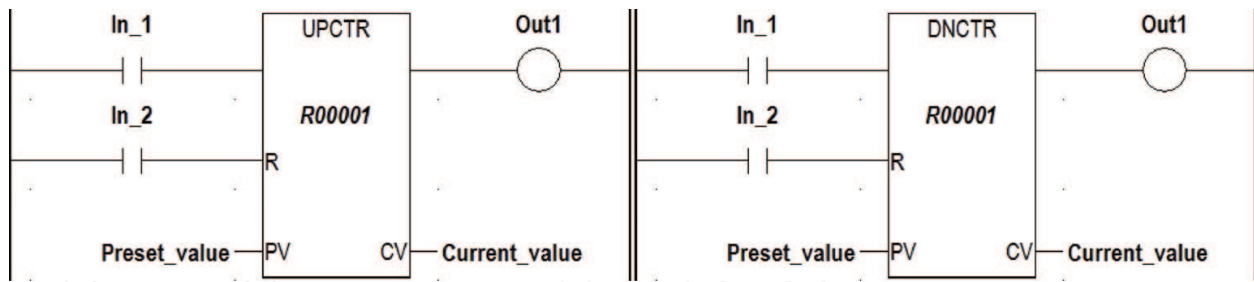 In_1 UPCTR Out1
In_2 R00001
R
Preset_value PV CV Current_value
In_1 DNCTR Out1
In_2 R00001
R
Preset_value PV CV Current_value